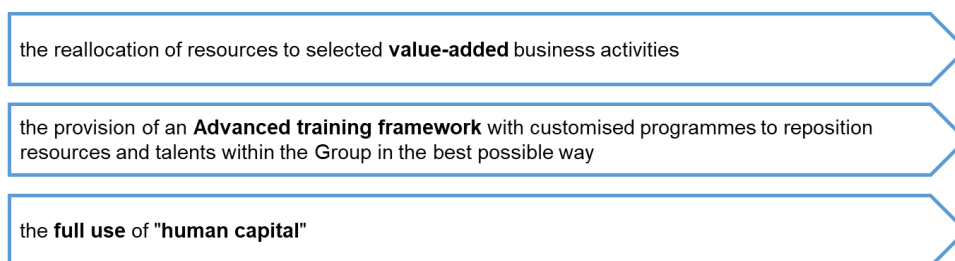 the reallocation of resources to selected value-added business activities
the provision of an Advanced training framework with customised programmes to reposition
resources and talents within the Group in the best possible way
the full use of "human capital"